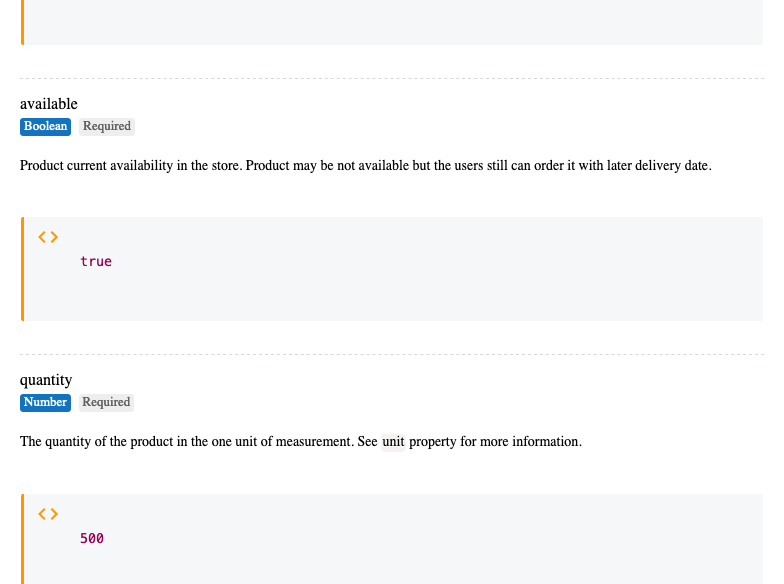 available
Boolean Required
Product current availability in the store. Product may be not available but the users still can order it with later delivery date.
<>
true
quantity
Number Required
The quantity of the product in the one unit of measurement. See unit property for more information.
<>
500